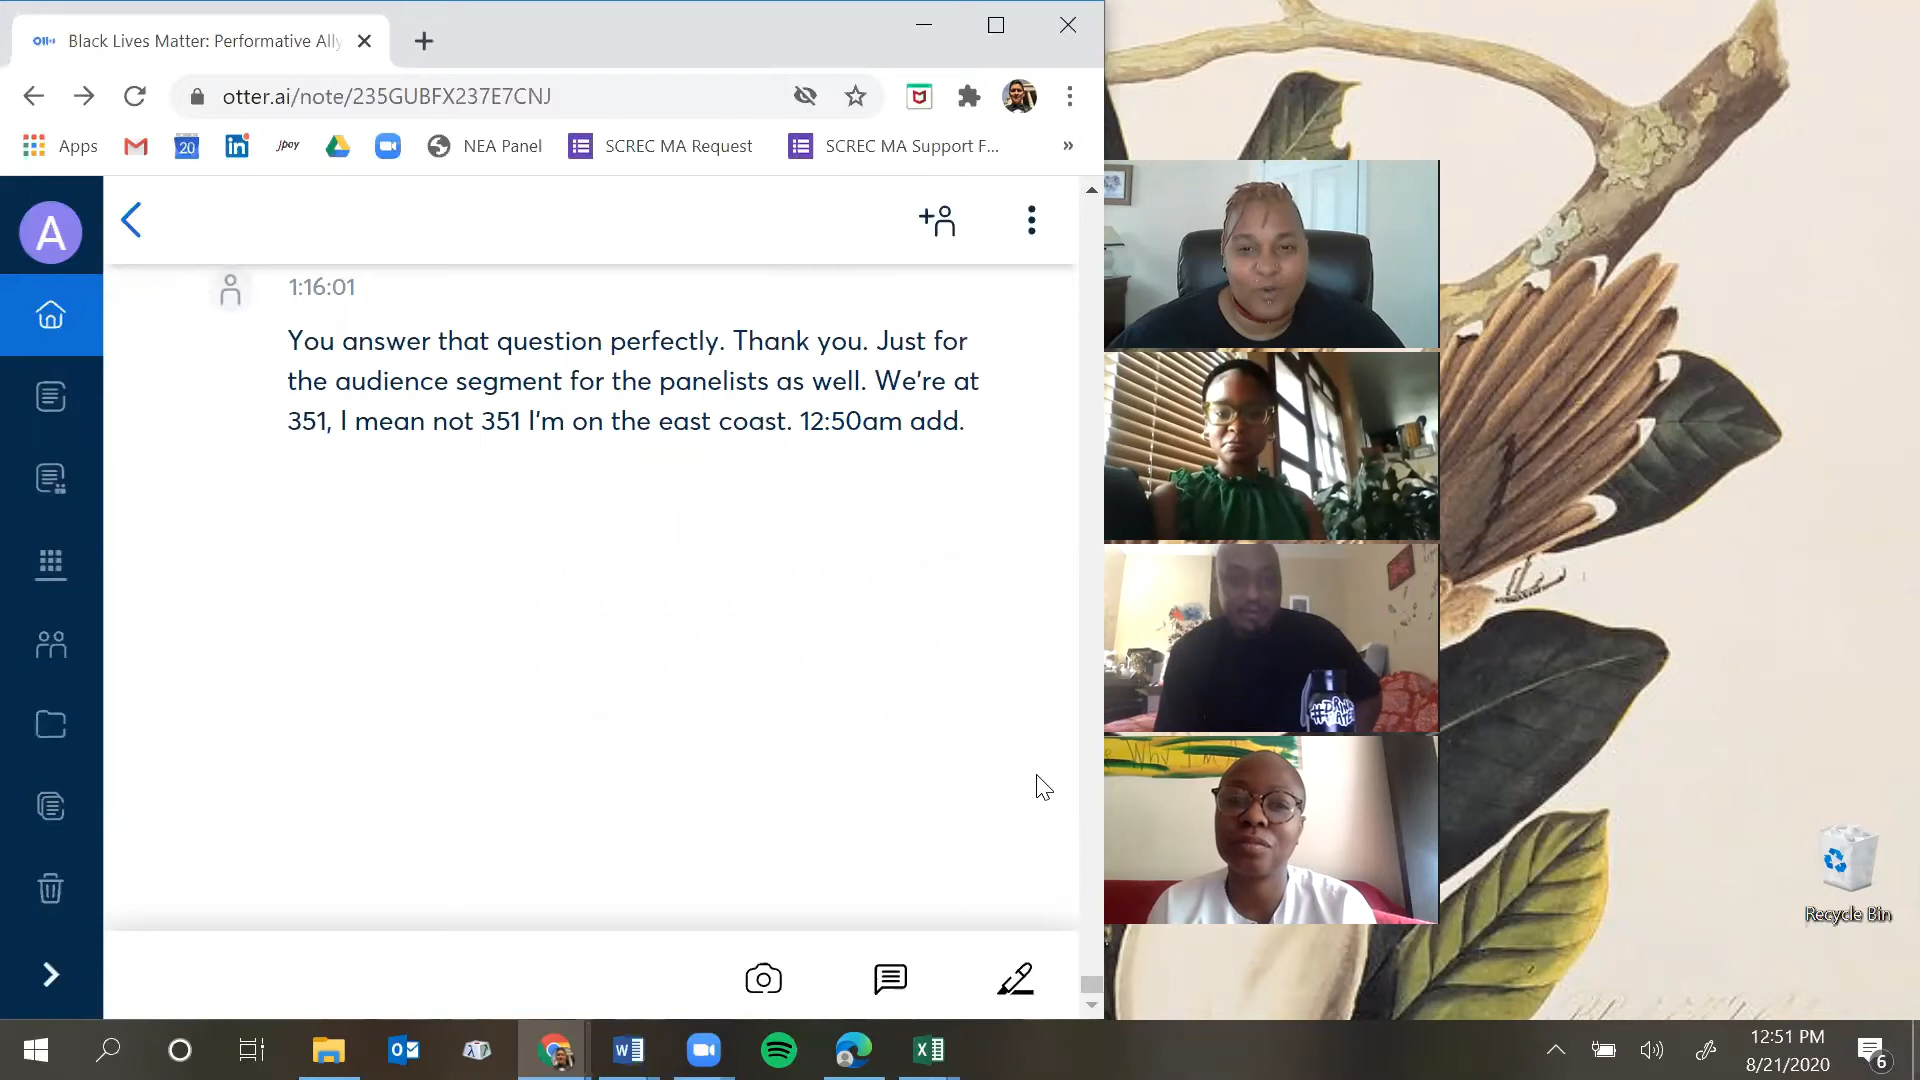 Black Lives Matter: Performative Ally
otter.ai/note/235GUBFX237E7CNJ
Apps
20
in
jpay
NEA Panel
SCREC MA Request
SCREC MA Support F...
»
A
1:16:01
You answer that question perfectly. Thank you. Just for
the audience segment for the panelists as well. We're at
351, I mean not 351 I'm on the east coast. 12:50am add.
Why I'm
Recycle Bin
12:51 PM
8/21/2020
6